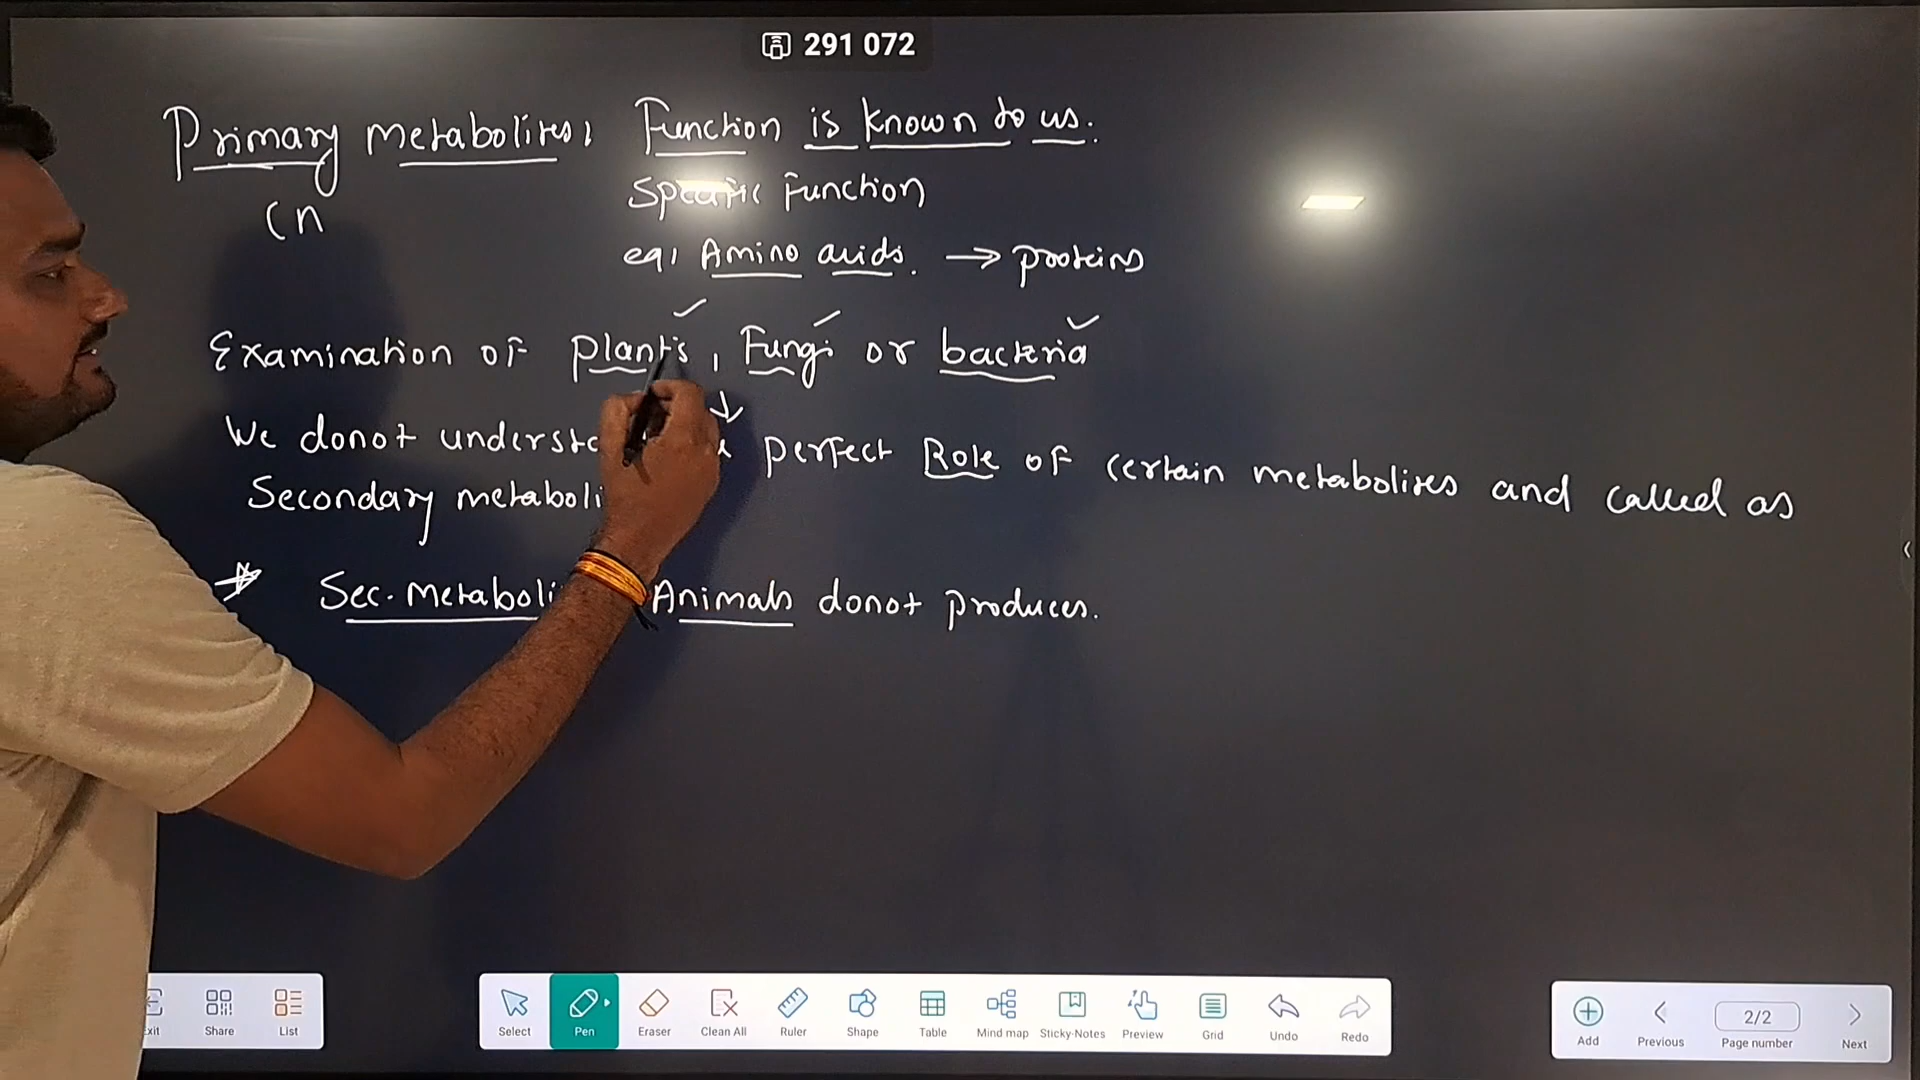 291 072
Primary metabolites: Function is known to us.
Specific Function
(n
eg: Amino acids. → proteins
Examination of plants, Fungi or bacteria
We donot perfect Role of certain metabolites and called as
Secondary
Sec. Animals donot produces.
Share List
Select Pen Eraser Clean All Ruler Shape Table Mind map Sticky-Notes Preview Grid Undo Redo
2/2
Add Previous Page number Next